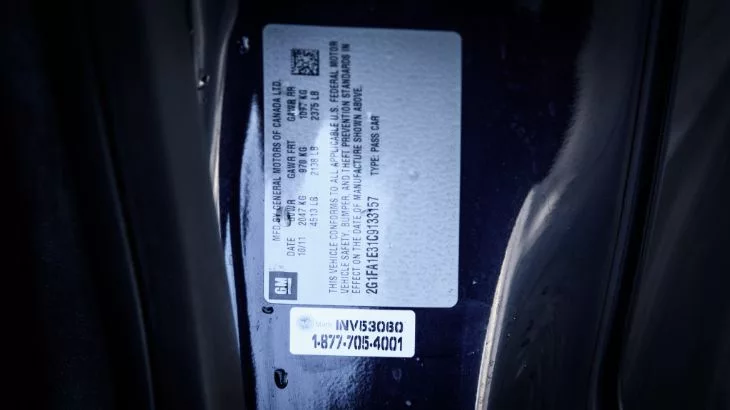 MFD BY GENERAL MOTORS OF CANADA LTD.
DATE GVWR GAWR FRT GAWR RR
10/11 2047 KG 970 KG 1077 KG
4513 LB 2138 LB 2375 LB
THIS VEHICLE CONFORMS TO ALL APPLICABLE U.S. FEDERAL MOTOR
VEHICLE SAFETY, BUMPER, AND THEFT PREVENTION STANDARDS IN
EFFECT ON THE DATE OF MANUFACTURE SHOWN ABOVE.
2G1FA1E31C9133157 TYPE: PASS CAR
GM
INV53060
1-877-705-4001